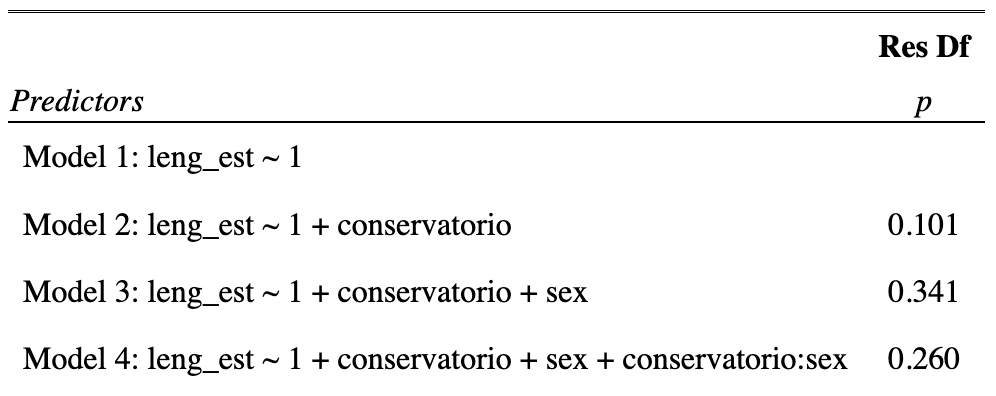 Res Df
Predictors p
Model 1: leng_est ~ 1
Model 2: leng_est ~ 1 + conservatorio 0.101
Model 3: leng_est ~ 1 + conservatorio + sex 0.341
Model 4: leng_est ~ 1 + conservatorio + sex + conservatorio:sex 0.260